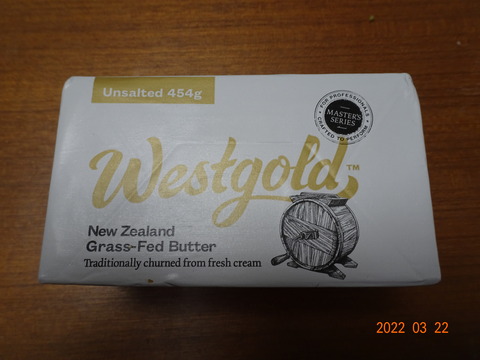 Unsalted 454g
FOR PROFESSIONALS
MASTER'S
SERIES
CRAFTED TO PERFORM
Westgold™
New Zealand
Grass-Fed Butter
Traditionally churned from fresh cream
2022 03 22